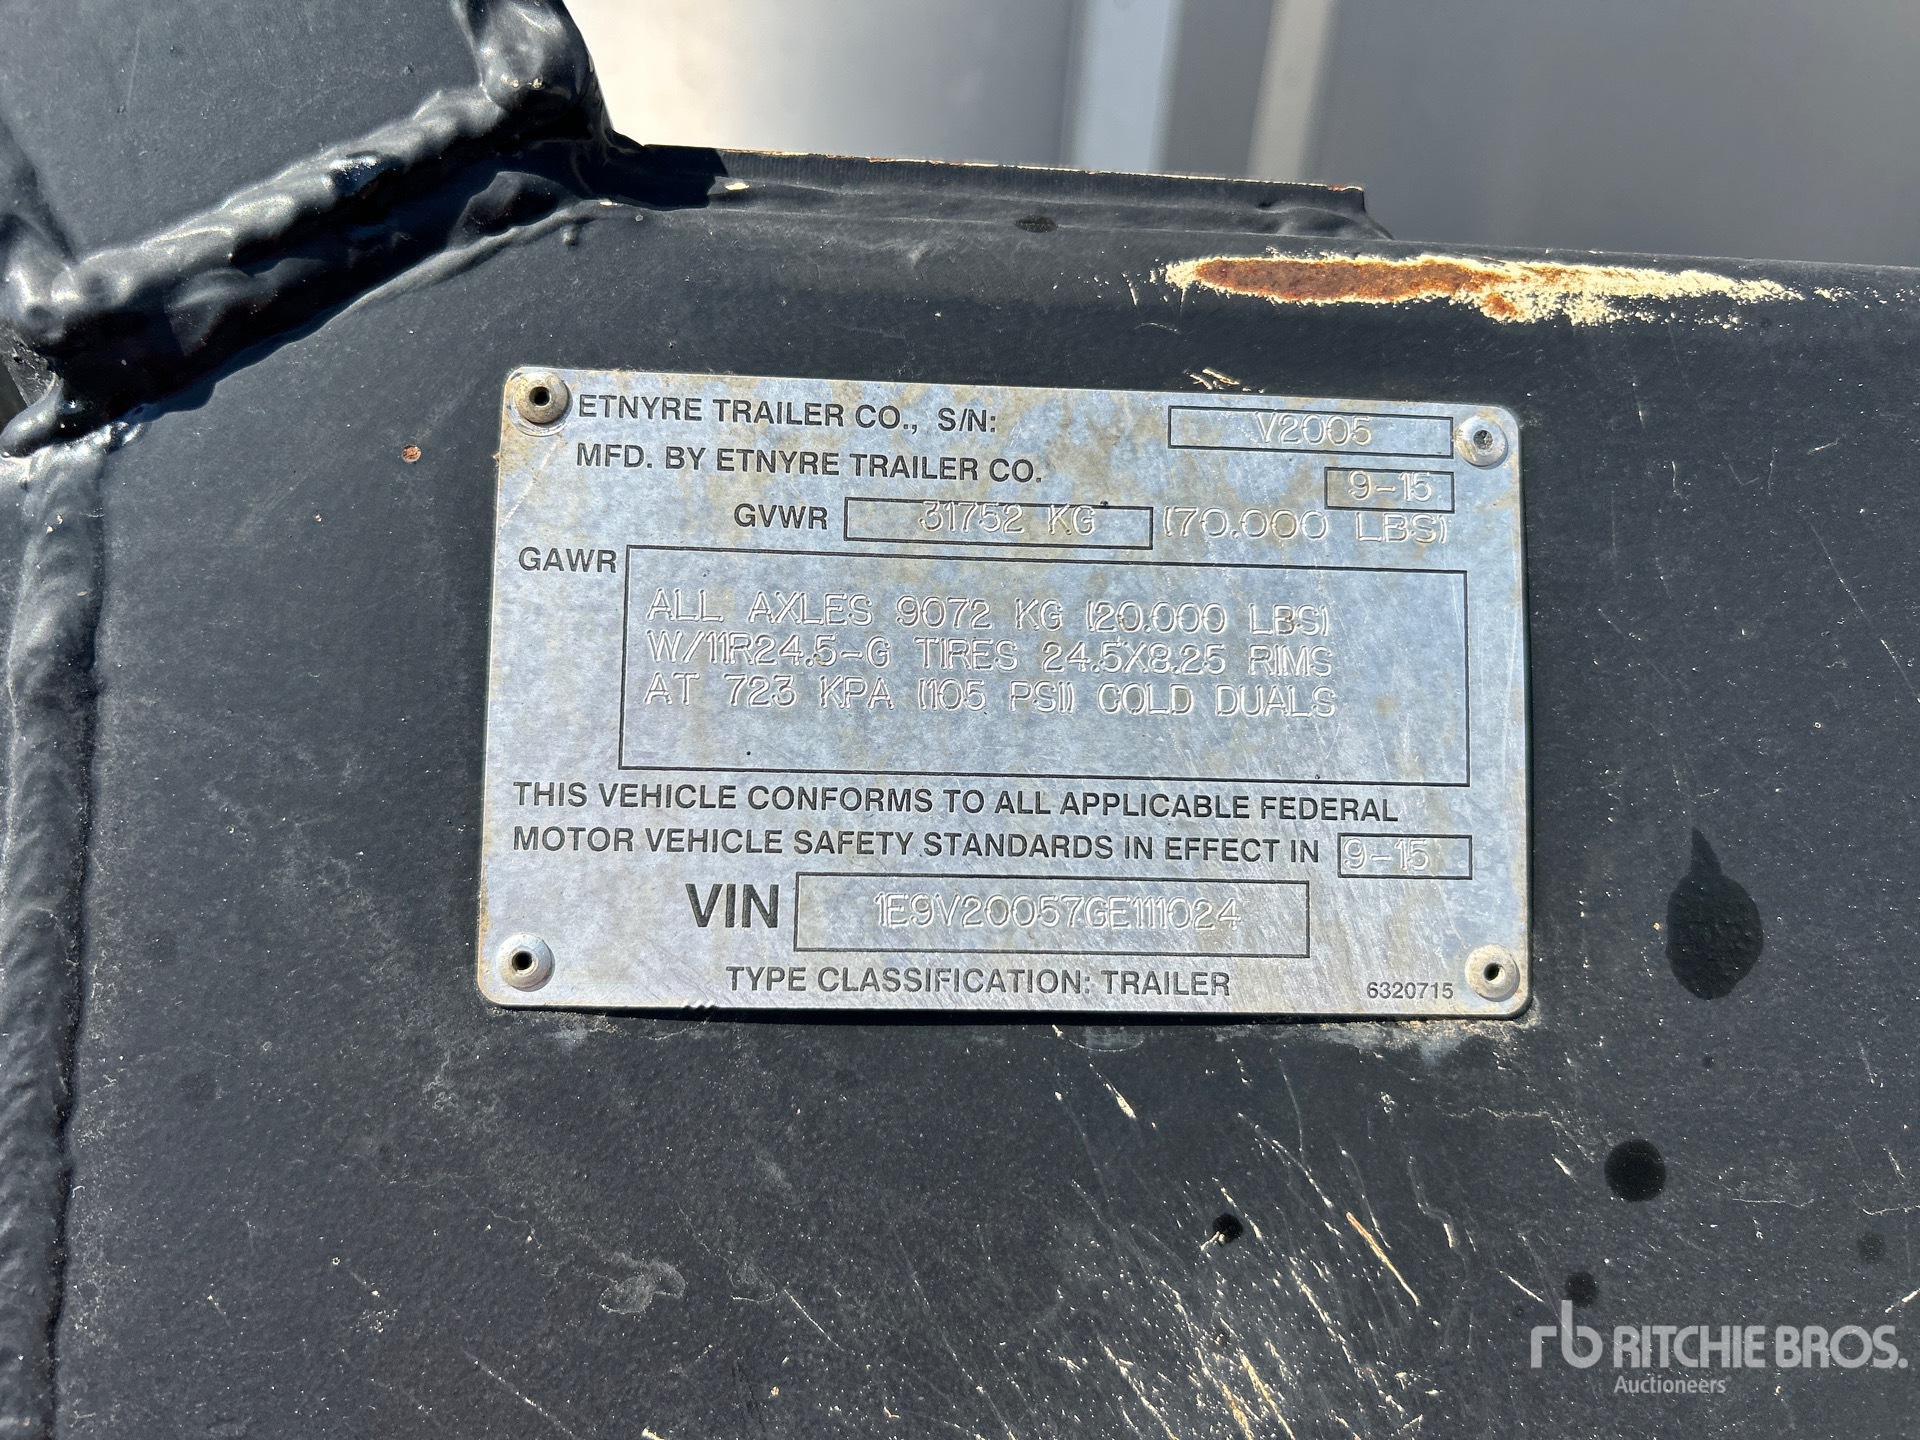 ETNYRE TRAILER CO., S/N: V2005
MFD. BY ETNYRE TRAILER CO. 9-15
GVWR 31752 KG (70.000 LBS)
GAWR
ALL AXLES 9072 KG (20.000 LBS)
W/11R24.5-G TIRES 24.5X8.25 RIMS
AT 723 KPA (105 PSI) COLD DUALS
THIS VEHICLE CONFORMS TO ALL APPLICABLE FEDERAL
MOTOR VEHICLE SAFETY STANDARDS IN EFFECT IN 9-15
VIN 1E9V20057GE111024
TYPE CLASSIFICATION: TRAILER 6320715
rb RITCHIE BROS.
Auctioneers